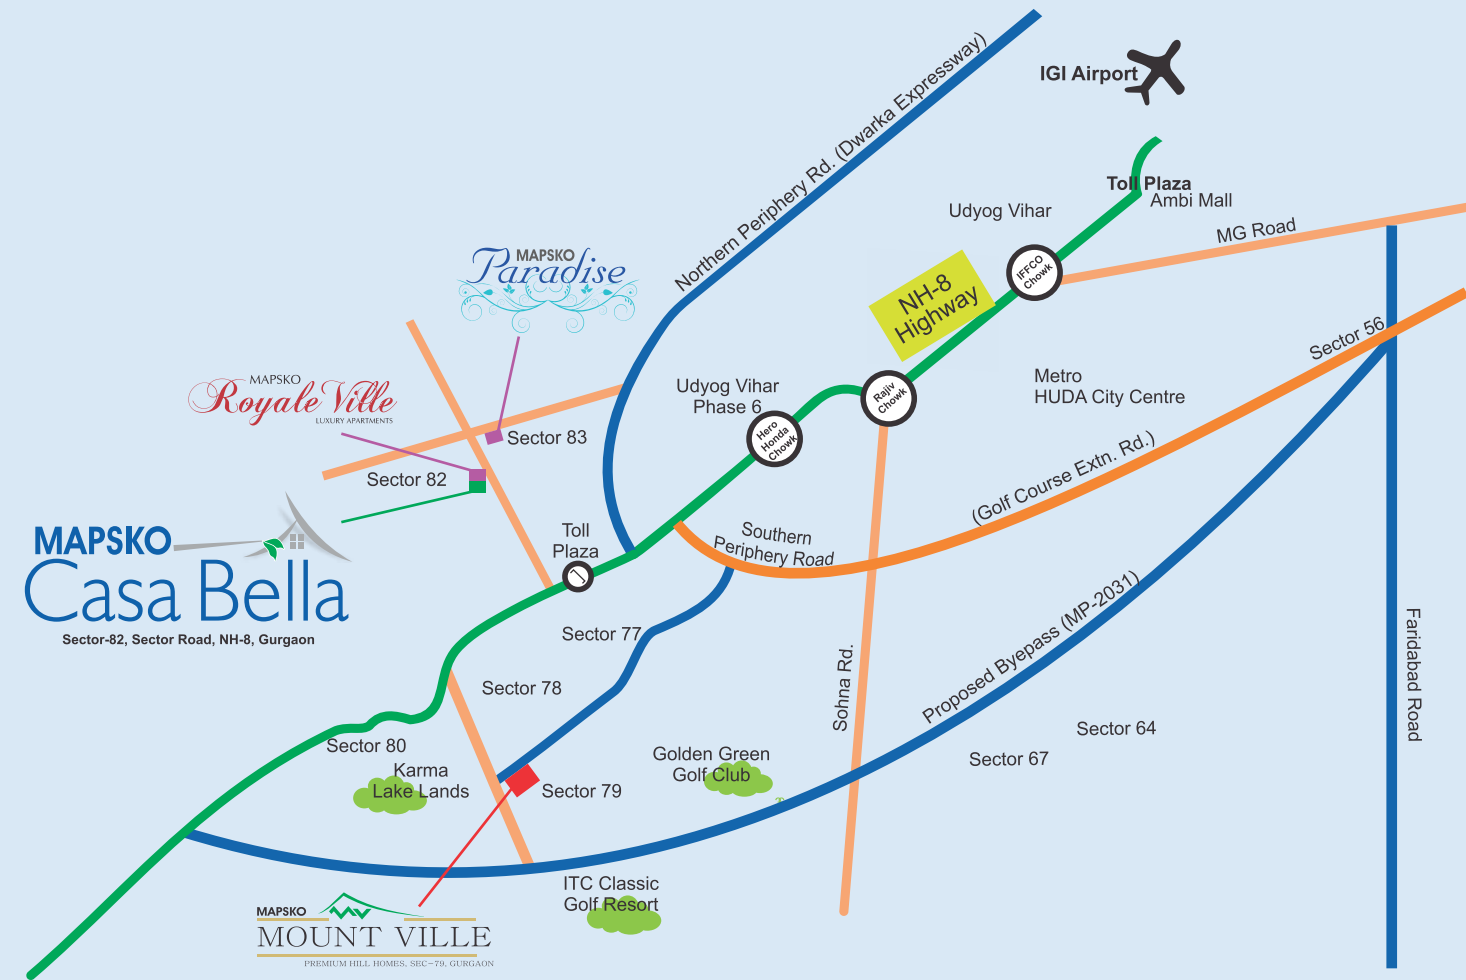 IGI Airport
Northern Periphery Rd. (Dwarka Expressway)
Toll Plaza
Ambi Mall
Udyog Vihar
MG Road
IFFCO
Chowk
NH-8
Highway
MAPSKO
Paradise
Sector 56
MAPSKO
Royale Ville
LUXURY APARTMENTS
Udyog Vihar
Phase 6
Rajiv
Chowk
Metro
HUDA City Centre
Hero
Honda
Chowk
Sector 83
Sector 82
(Golf Course Extn. Rd.)
MAPSKO
Casa Bella
Sector-82, Sector Road, NH-8, Gurgaon
Toll
Plaza
Southern
Periphery Road
Proposed Byepass (MP-2031)
Faridabad Road
Sector 77
Sohna Rd.
Sector 78
Sector 64
Sector 67
Sector 80
Karma
Lake Lands
Golden Green
Golf Club
Sector 79
ITC Classic
Golf Resort
MAPSKO
MOUNT VILLE
PREMIUM HILL HOMES, SEC-79, GURGAON